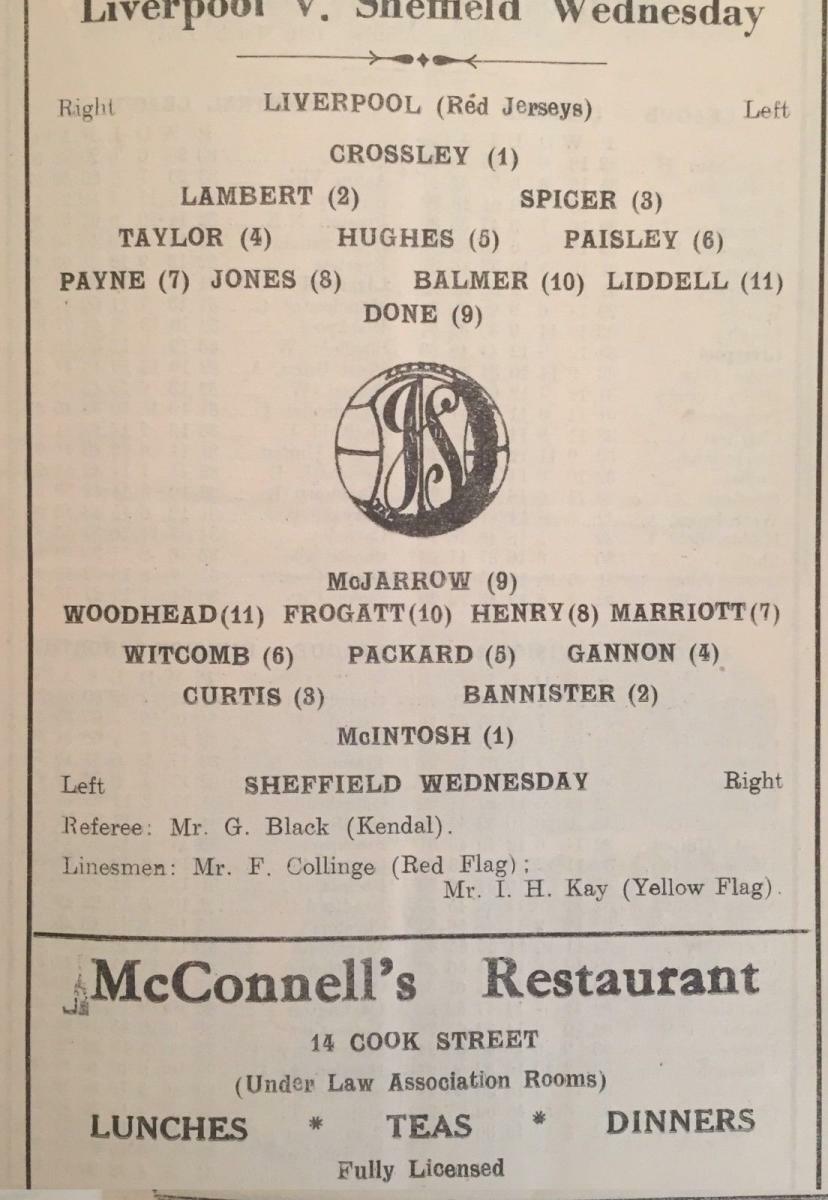 Liverpool v. Sheffield Wednesday
Right LIVERPOOL (Red Jerseys) Left
CROSSLEY (1)
LAMBERT (2) SPICER (3)
TAYLOR (4) HUGHES (5) PAISLEY (6)
PAYNE (7) JONES (8) BALMER (10) LIDDELL (11)
DONE (9)
McJARROW (9)
WOODHEAD (11) FROGATT (10) HENRY (8) MARRIOTT (7)
WITCOMB (6) PACKARD (5) GANNON (4)
CURTIS (3) BANNISTER (2)
McINTOSH (1)
Left SHEFFIELD WEDNESDAY Right
Referee: Mr. G. Black (Kendal).
Linesmen: Mr. F. Collinge (Red Flag);
Mr. I. H. Kay (Yellow Flag).
McConnell's Restaurant
14 COOK STREET
(Under Law Association Rooms)
LUNCHES * TEAS * DINNERS
Fully Licensed